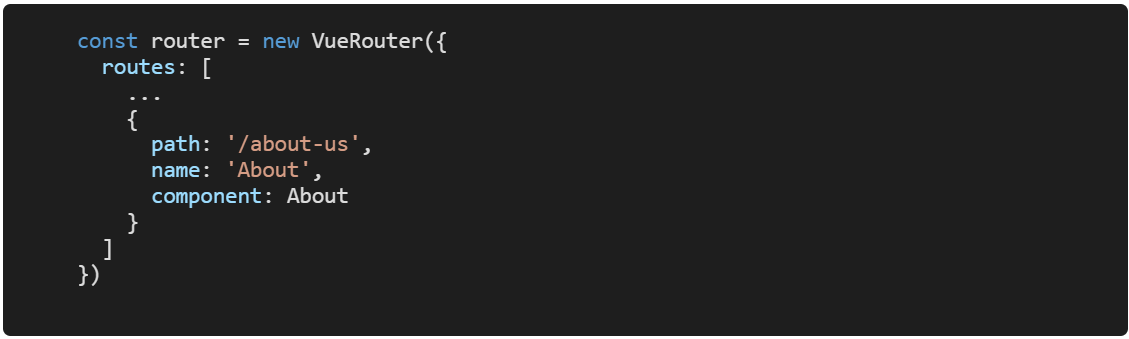 const router = new VueRouter({
  routes: [
    ...
    {
      path: '/about-us',
      name: 'About',
      component: About
    }
  ]
})